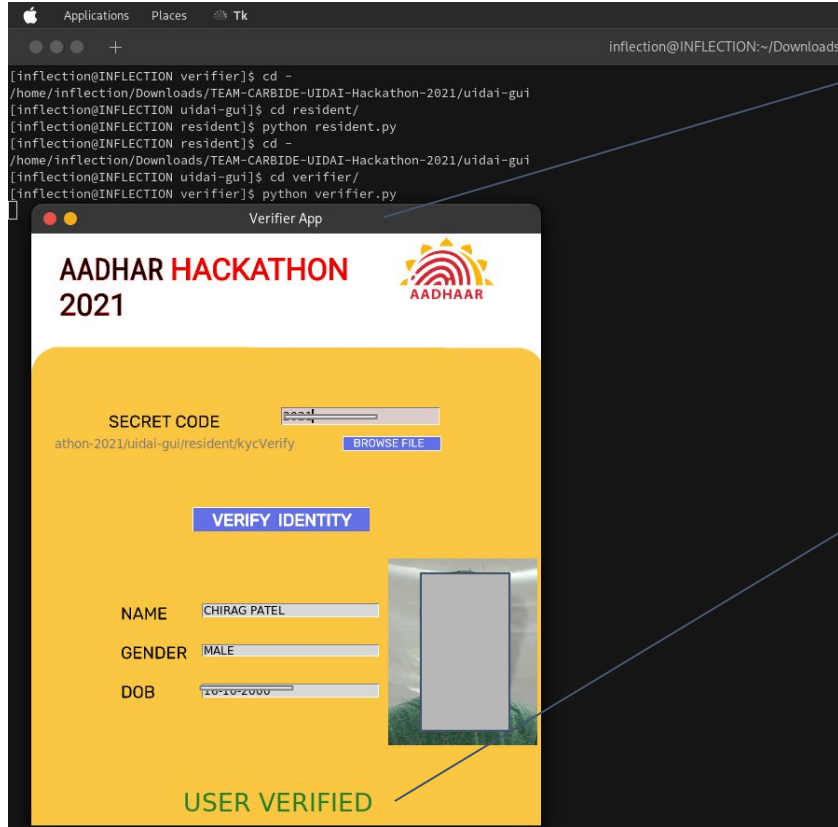 Applications Places Tk
+ inflection@INFLECTION:~/Downloads
[inflection@INFLECTION verifier]$ cd -
/home/inflection/Downloads/TEAM-CARBIDE-UIDAI-Hackathon-2021/uidai-gui
[inflection@INFLECTION uidai-gui]$ cd resident/
[inflection@INFLECTION resident]$ python resident.py
[inflection@INFLECTION resident]$ cd -
/home/inflection/Downloads/TEAM-CARBIDE-UIDAI-Hackathon-2021/uidai-gui
[inflection@INFLECTION uidai-gui]$ cd verifier/
[inflection@INFLECTION verifier]$ python verifier.py
Verifier App
AADHAR HACKATHON
2021
AADHAAR
SECRET CODE
athon-2021/uidai-gui/resident/kycVerify BROWSE FILE
VERIFY IDENTITY
NAME CHIRAG PATEL
GENDER MALE
DOB
USER VERIFIED